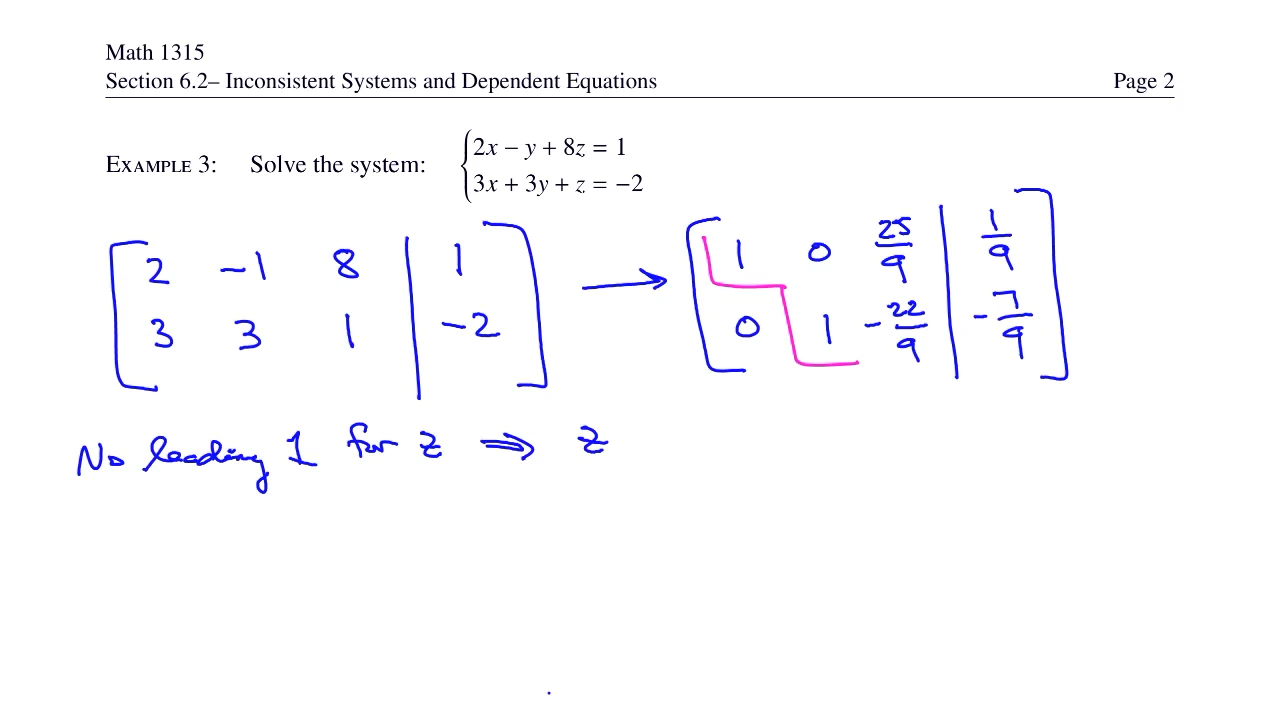 Math 1315
Section 6.2– Inconsistent Systems and Dependent Equations Page 2
Example 3: Solve the system: {2x − y + 8z = 1
3x + 3y + z = −2
[2 −1 8 | 1] → [1 0 25/9 | 1/9]
[3 3 1 | −2] [0 1 −22/9 | −7/9]
No leading 1 for z ⇒ z